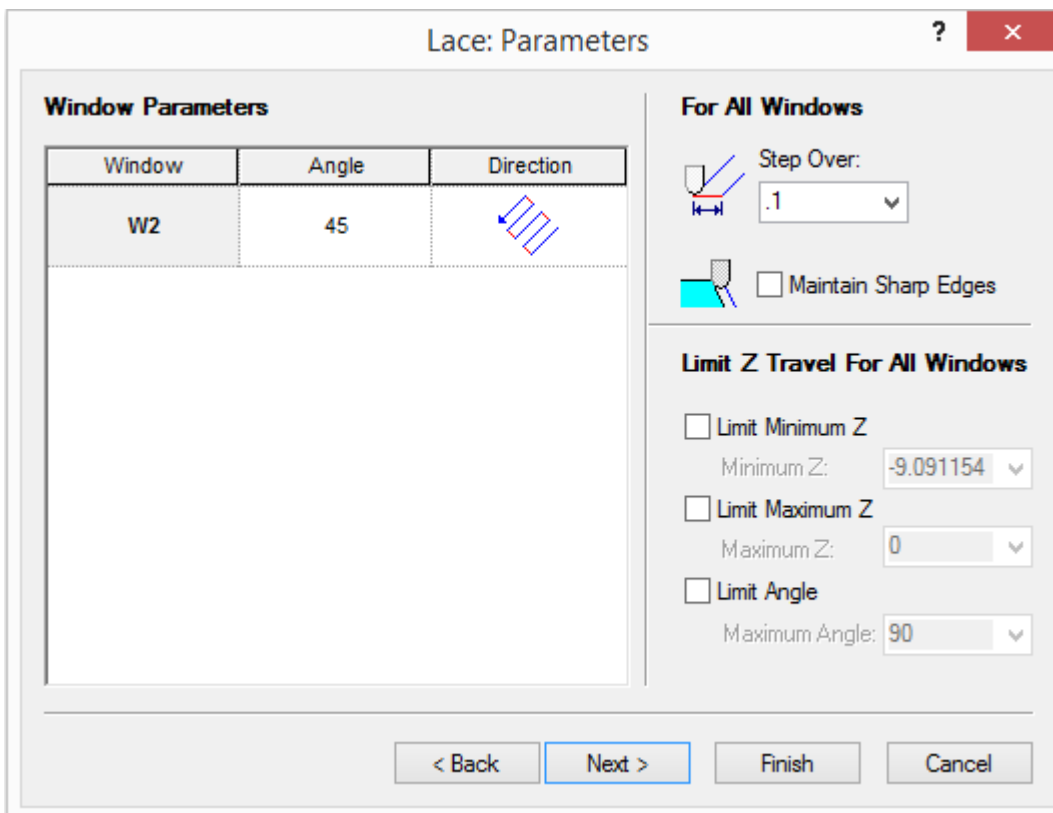 Lace: Parameters
?
Window Parameters
Window Angle Direction
W2 45
For All Windows
Step Over:
.1
Maintain Sharp Edges
Limit Z Travel For All Windows
Limit Minimum Z
Minimum Z: -9.091154
Limit Maximum Z
Maximum Z: 0
Limit Angle
Maximum Angle: 90
< Back Next > Finish Cancel